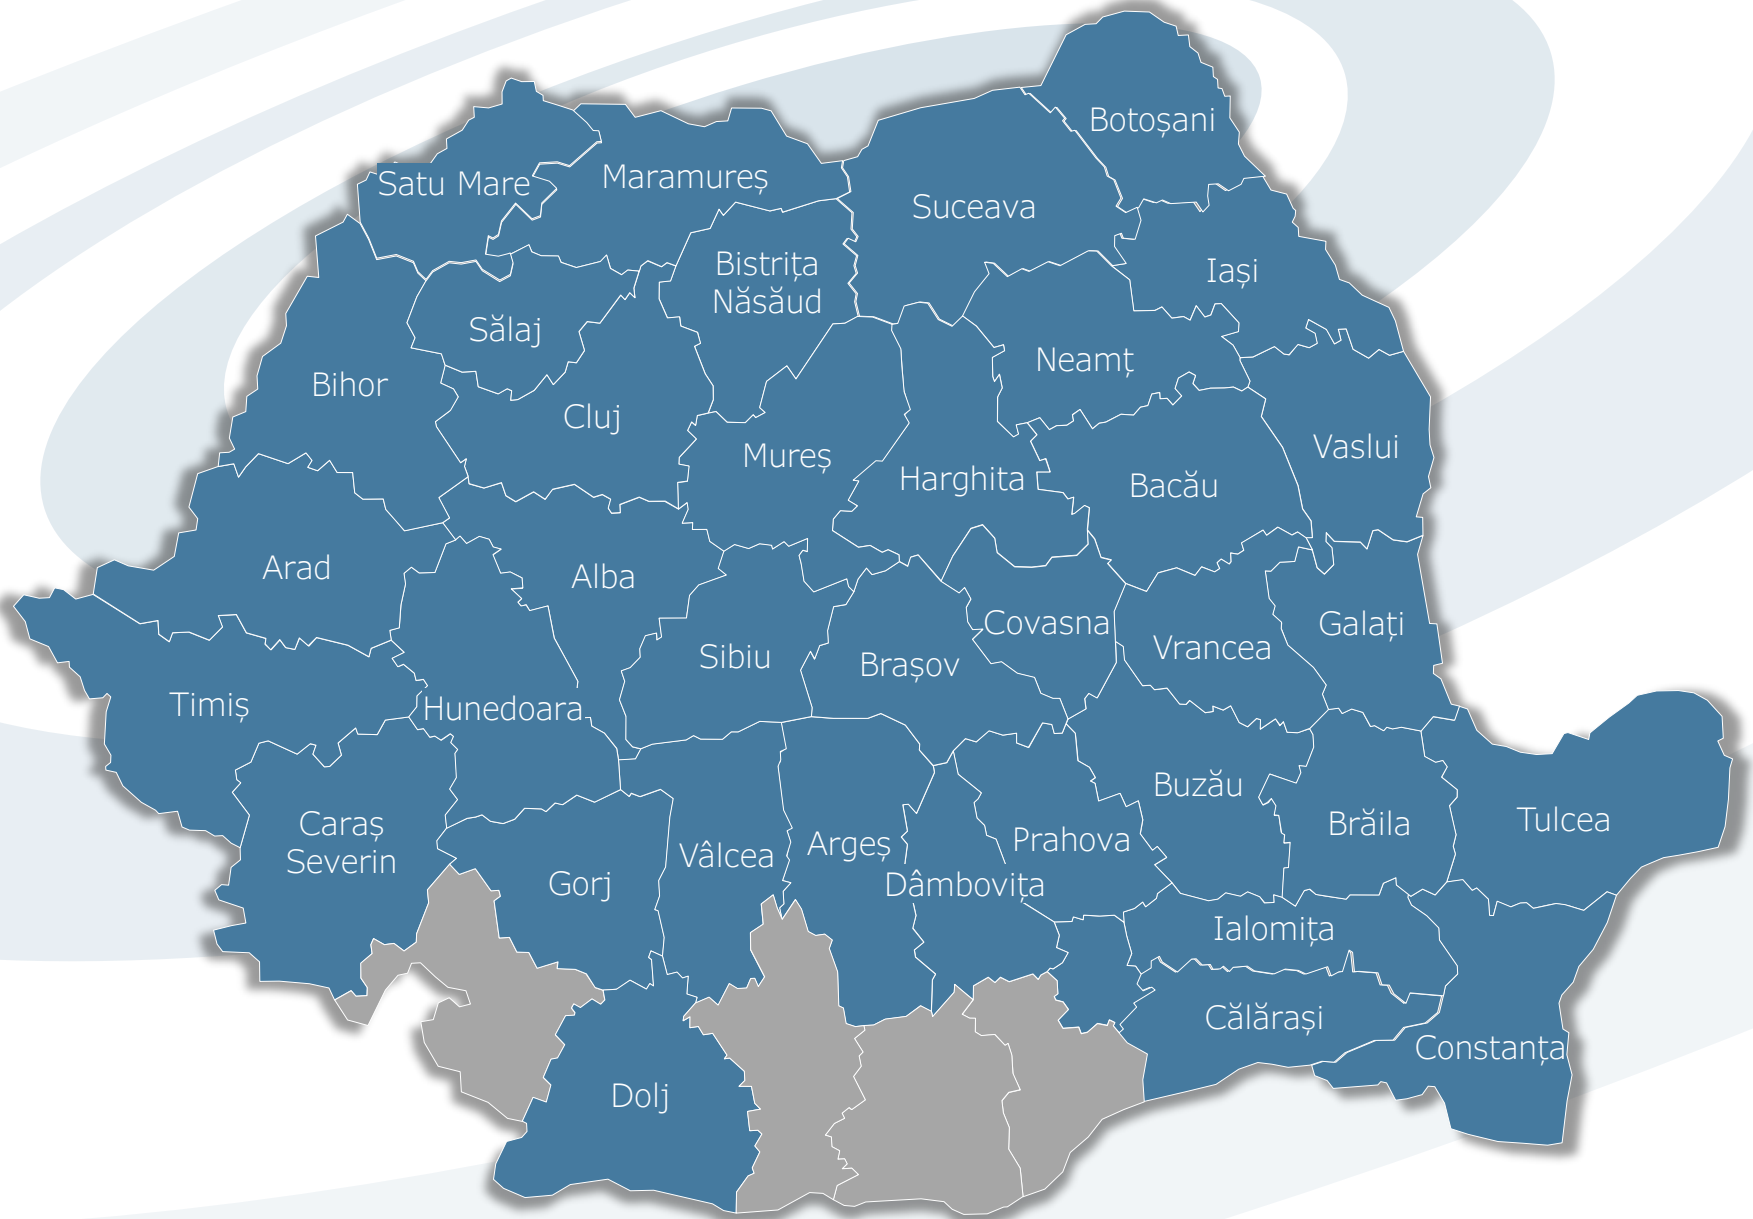 Botoșani
Satu Mare
Maramureș
Suceava
Bistrița
Năsăud
Iași
Sălaj
Neamț
Bihor
Cluj
Mureș
Vaslui
Harghita
Bacău
Arad
Alba
Covasna
Galați
Sibiu
Brașov
Vrancea
Timiș
Hunedoara
Buzău
Caraș
Severin
Brăila
Tulcea
Prahova
Argeș
Vâlcea
Gorj
Dâmbovița
Ialomița
Călărași
Constanța
Dolj